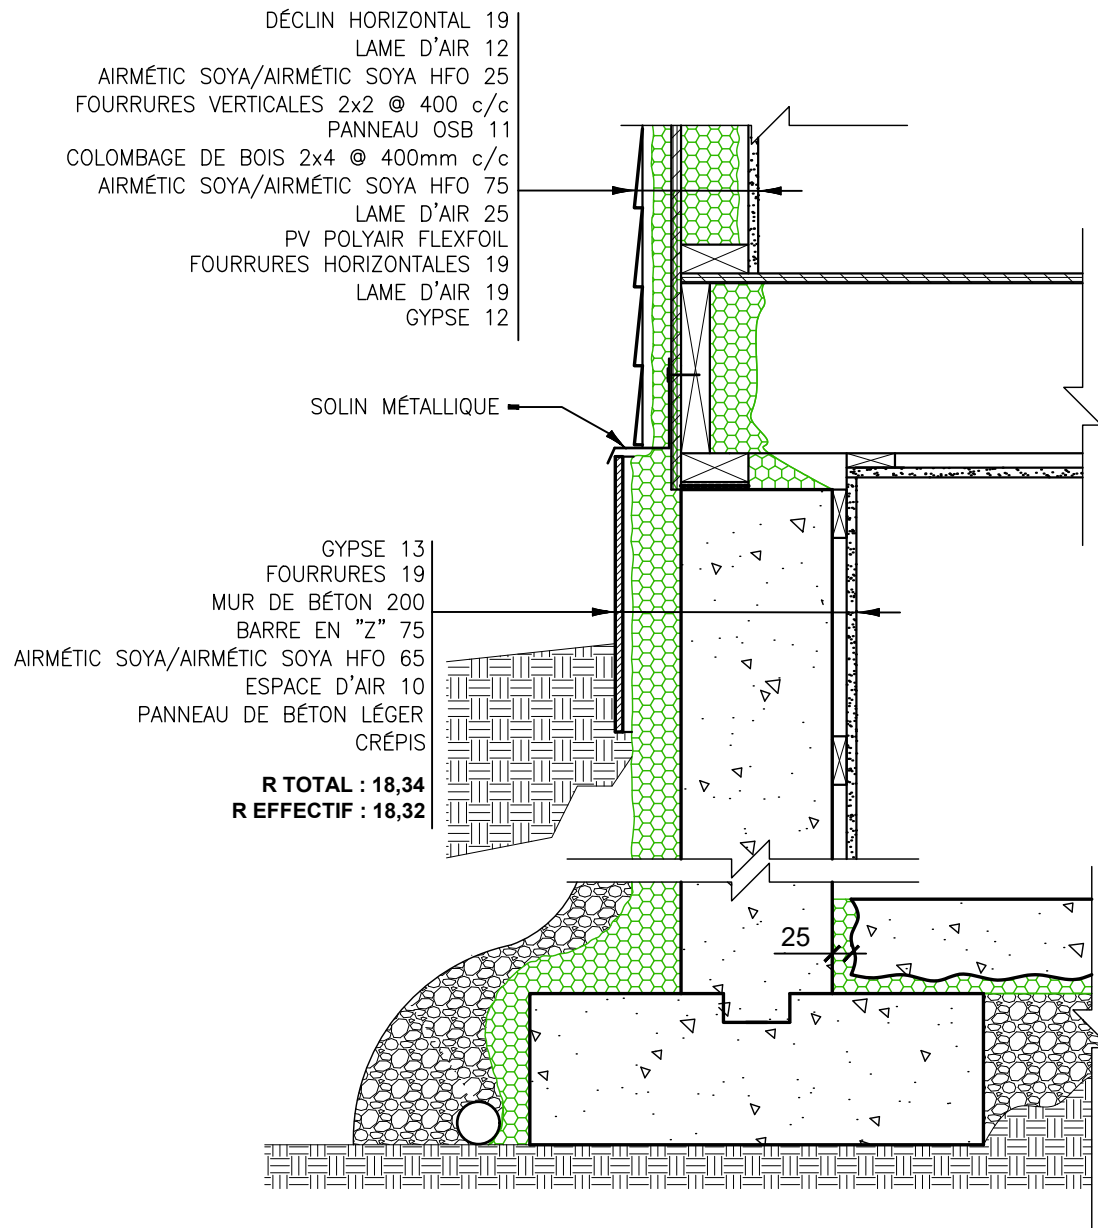 DÉCLIN HORIZONTAL 19
LAME D'AIR 12
AIRMÉTIC SOYA/AIRMÉTIC SOYA HFO 25
FOURRURES VERTICALES 2x2 @ 400 c/c
PANNEAU OSB 11
COLOMBAGE DE BOIS 2x4 @ 400mm c/c
AIRMÉTIC SOYA/AIRMÉTIC SOYA HFO 75
LAME D'AIR 25
PV POLYAIR FLEXFOIL
FOURRURES HORIZONTALES 19
LAME D'AIR 19
GYPSE 12
SOLIN MÉTALLIQUE
GYPSE 13
FOURRURES 19
MUR DE BÉTON 200
BARRE EN "Z" 75
AIRMÉTIC SOYA/AIRMÉTIC SOYA HFO 65
ESPACE D'AIR 10
PANNEAU DE BÉTON LÉGER
CRÉPIS
R TOTAL : 18,34
R EFFECTIF : 18,32
25